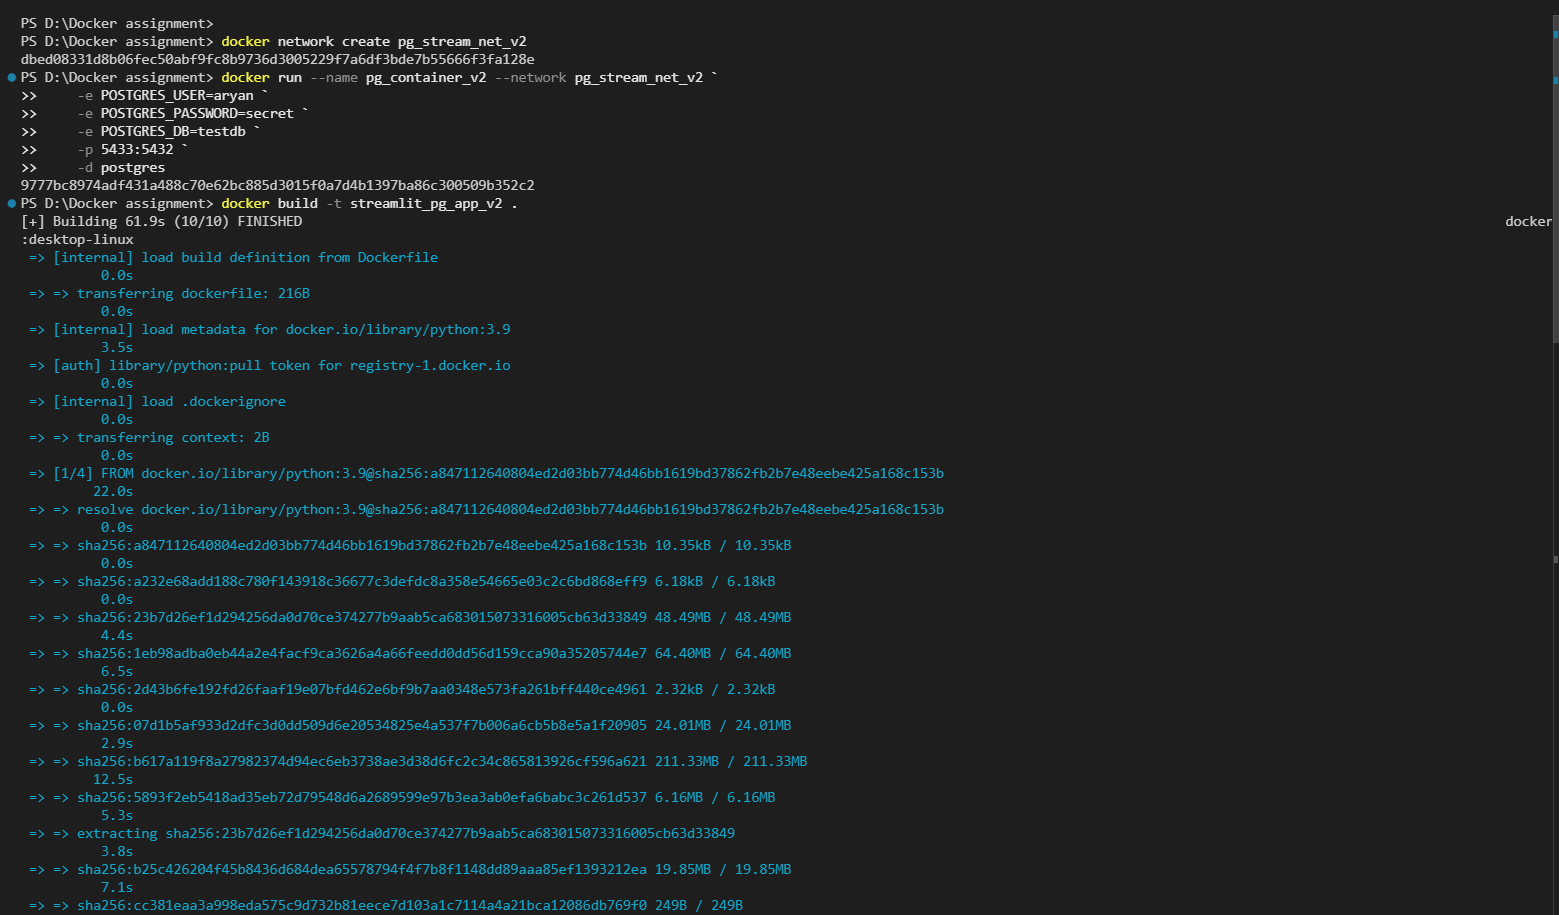 PS D:\Docker assignment>
PS D:\Docker assignment> docker network create pg_stream_net_v2
dbed08331d8b06fec50abf9fc8b9736d3005229f7a6df3bde7b55666f3fa128e
PS D:\Docker assignment> docker run --name pg_container_v2 --network pg_stream_net_v2 `
>>     -e POSTGRES_USER=aryan `
>>     -e POSTGRES_PASSWORD=secret `
>>     -e POSTGRES_DB=testdb `
>>     -p 5433:5432 `
>>     -d postgres
9777bc8974adf431a488c70e62bc885d3015f0a7d4b1397ba86c300509b352c2
PS D:\Docker assignment> docker build -t streamlit_pg_app_v2 .
[+] Building 61.9s (10/10) FINISHED docker
:desktop-linux
=> [internal] load build definition from Dockerfile
0.0s
=> => transferring dockerfile: 216B
0.0s
=> [internal] load metadata for docker.io/library/python:3.9
3.5s
=> [auth] library/python:pull token for registry-1.docker.io
0.0s
=> [internal] load .dockerignore
0.0s
=> => transferring context: 2B
0.0s
=> [1/4] FROM docker.io/library/python:3.9@sha256:a847112640804ed2d03bb774d46bb1619bd37862fb2b7e48eebe425a168c153b
22.0s
=> => resolve docker.io/library/python:3.9@sha256:a847112640804ed2d03bb774d46bb1619bd37862fb2b7e48eebe425a168c153b
0.0s
=> => sha256:a847112640804ed2d03bb774d46bb1619bd37862fb2b7e48eebe425a168c153b 10.35kB / 10.35kB
0.0s
=> => sha256:a232e68add188c780f143918c36677c3defdc8a358e54665e03c2c6bd868eff9 6.18kB / 6.18kB
0.0s
=> => sha256:23b7d26ef1d294256da0d70ce374277b9aab5ca683015073316005cb63d33849 48.49MB / 48.49MB
4.4s
=> => sha256:1eb98adba0eb44a2e4facf9ca3626a4a66feedd0dd56d159cca90a35205744e7 64.40MB / 64.40MB
6.5s
=> => sha256:2d43b6fe192fd26faaf19e07bfd462e6bf9b7aa0348e573fa261bff440ce4961 2.32kB / 2.32kB
0.0s
=> => sha256:07d1b5af933d2dfc3d0dd509d6e20534825e4a537f7b006a6cb5b8e5a1f20905 24.01MB / 24.01MB
2.9s
=> => sha256:b617a119f8a27982374d94ec6eb3738ae3d38d6fc2c34c865813926cf596a621 211.33MB / 211.33MB
12.5s
=> => sha256:5893f2eb5418ad35eb72d79548d6a2689599e97b3ea3ab0efa6babc3c261d537 6.16MB / 6.16MB
5.3s
=> => extracting sha256:23b7d26ef1d294256da0d70ce374277b9aab5ca683015073316005cb63d33849
3.8s
=> => sha256:b25c426204f45b8436d684dea65578794f4f7b8f1148dd89aaa85ef1393212ea 19.85MB / 19.85MB
7.1s
=> => sha256:cc381eaa3a998eda575c9d732b81eece7d103a1c7114a4a21bca12086db769f0 249B / 249B